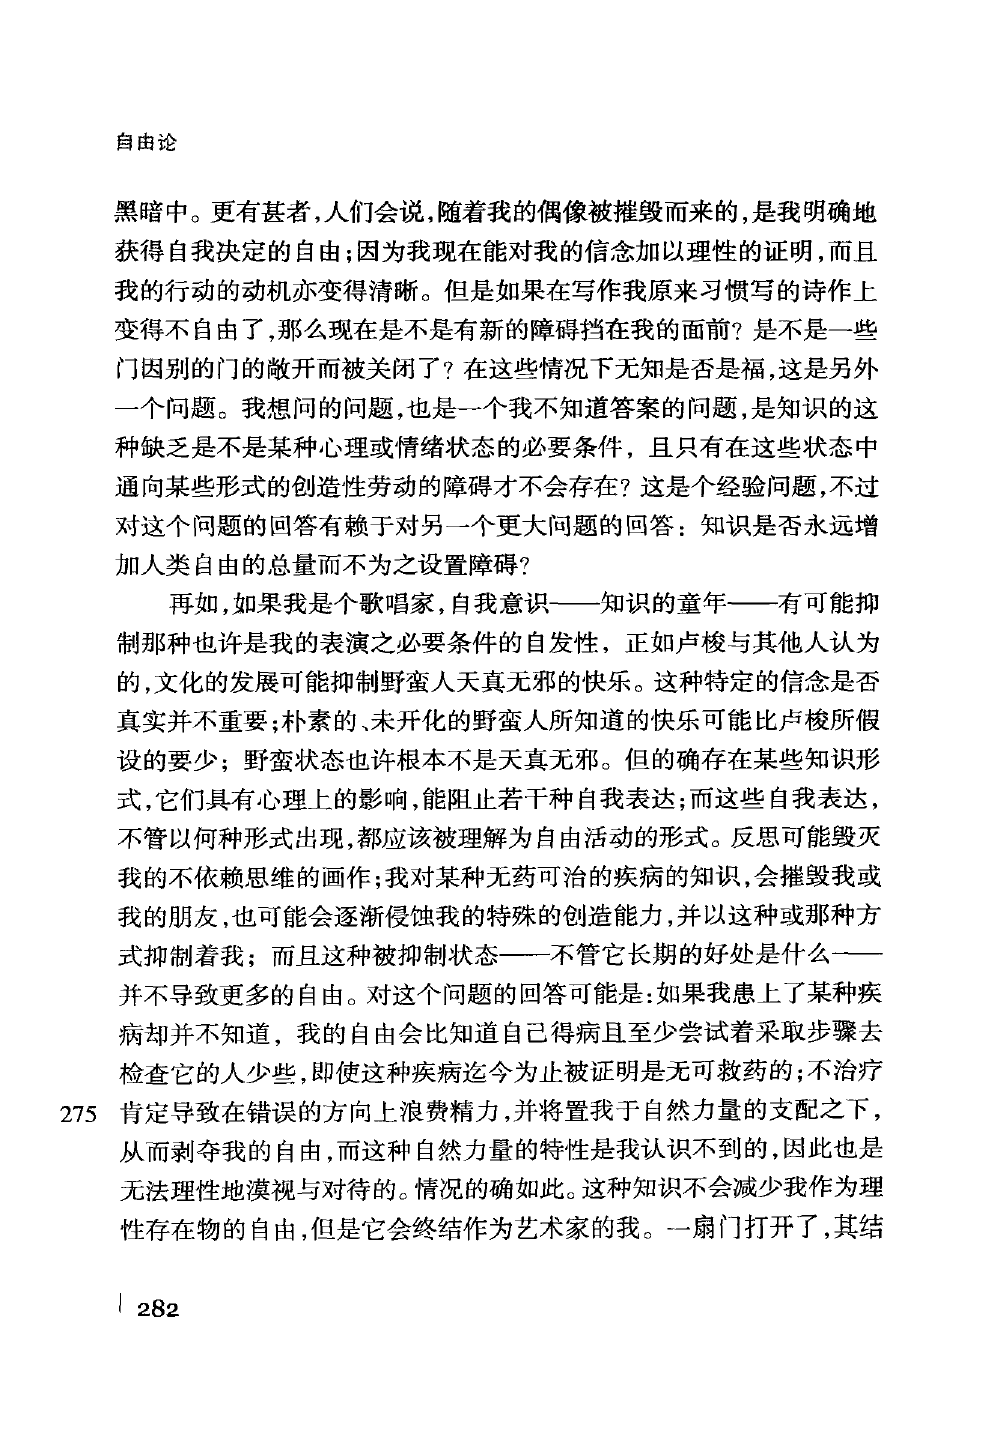 自由论
黑暗中。更有甚者,人们会说,随着我的偶像被摧毁而来的,是我明确地
获得自我决定的自由;因为我现在能对我的信念加以理性的证明,而且
我的行动的动机亦变得清晰。但是如果在写作我原来习惯写的诗作上
变得不自由了,那么现在是不是有新的障碍挡在我的面前?是不是一些
门因别的门的敞开而被关闭了?在这些情况下无知是否是福,这是另外
一个问题。我想问的问题,也是一个我不知道答案的问题,是知识的这
种缺乏是不是某种心理或情绪状态的必要条件,且只有在这些状态中
通向某些形式的创造性劳动的障碍才不会存在?这是个经验问题,不过
对这个问题的回答有赖于对另一个更大问题的回答:知识是否永远增
加人类自由的总量而不为之设置障碍?
再如,如果我是个歌唱家,自我意识——知识的童年——有可能抑
制那种也许是我的表演之必要条件的自发性,正如卢梭与其他人认为
的,文化的发展可能抑制野蛮人天真无邪的快乐。这种特定的信念是否
真实并不重要;朴素的、未开化的野蛮人所知道的快乐可能比卢梭所假
设的要少;野蛮状态也许根本不是天真无邪。但的确存在某些知识形
式,它们具有心理上的影响,能阻止若干种自我表达;而这些自我表达,
不管以何种形式出现,都应该被理解为自由活动的形式。反思可能毁灭
我的不依赖思维的画作;我对某种无药可治的疾病的知识,会摧毁我或
我的朋友,也可能会逐渐侵蚀我的特殊的创造能力,并以这种或那种方
式抑制着我;而且这种被抑制状态——不管它长期的好处是什么——
并不导致更多的自由。对这个问题的回答可能是:如果我患上了某种疾
病却并不知道,我的自由会比知道自己得病且至少尝试着采取步骤去
检查它的人少些,即使这种疾病迄今为止被证明是无可救药的;不治疗
275 肯定导致在错误的方向上浪费精力,并将置我于自然力量的支配之下,
从而剥夺我的自由,而这种自然力量的特性是我认识不到的,因此也是
无法理性地漠视与对待的。情况的确如此。这种知识不会减少我作为理
性存在物的自由,但是它会终结作为艺术家的我。一扇门打开了,其结
282